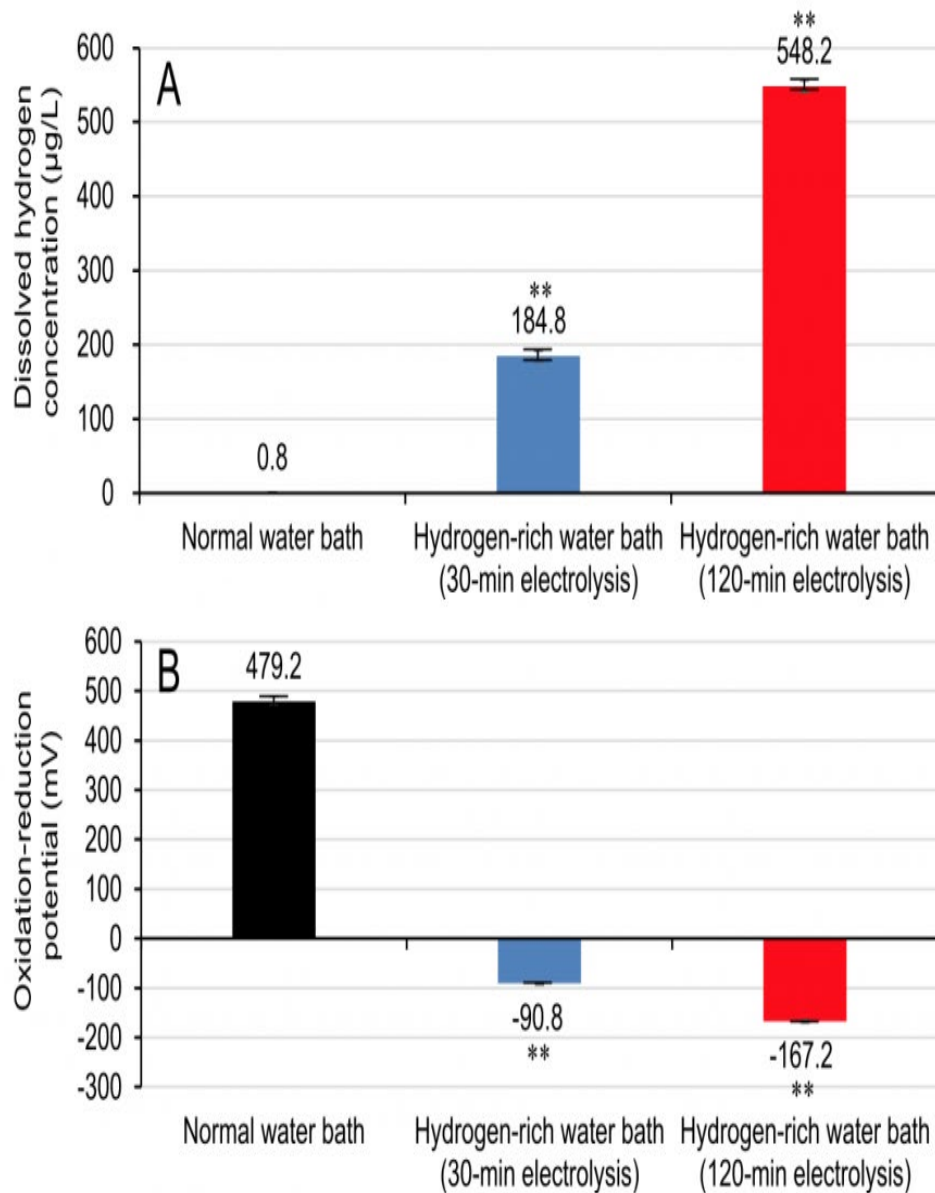 A
Dissolved hydrogen
concentration (µg/L)
600
500
400
300
200
100
0
0.8
**
184.8
**
548.2
Normal water bath
Hydrogen-rich water bath
(30-min electrolysis)
Hydrogen-rich water bath
(120-min electrolysis)
B
Oxidation-reduction
potential (mV)
600
500
400
300
200
100
0
-100
-200
-300
479.2
-90.8
**
-167.2
**
Normal water bath
Hydrogen-rich water bath
(30-min electrolysis)
Hydrogen-rich water bath
(120-min electrolysis)